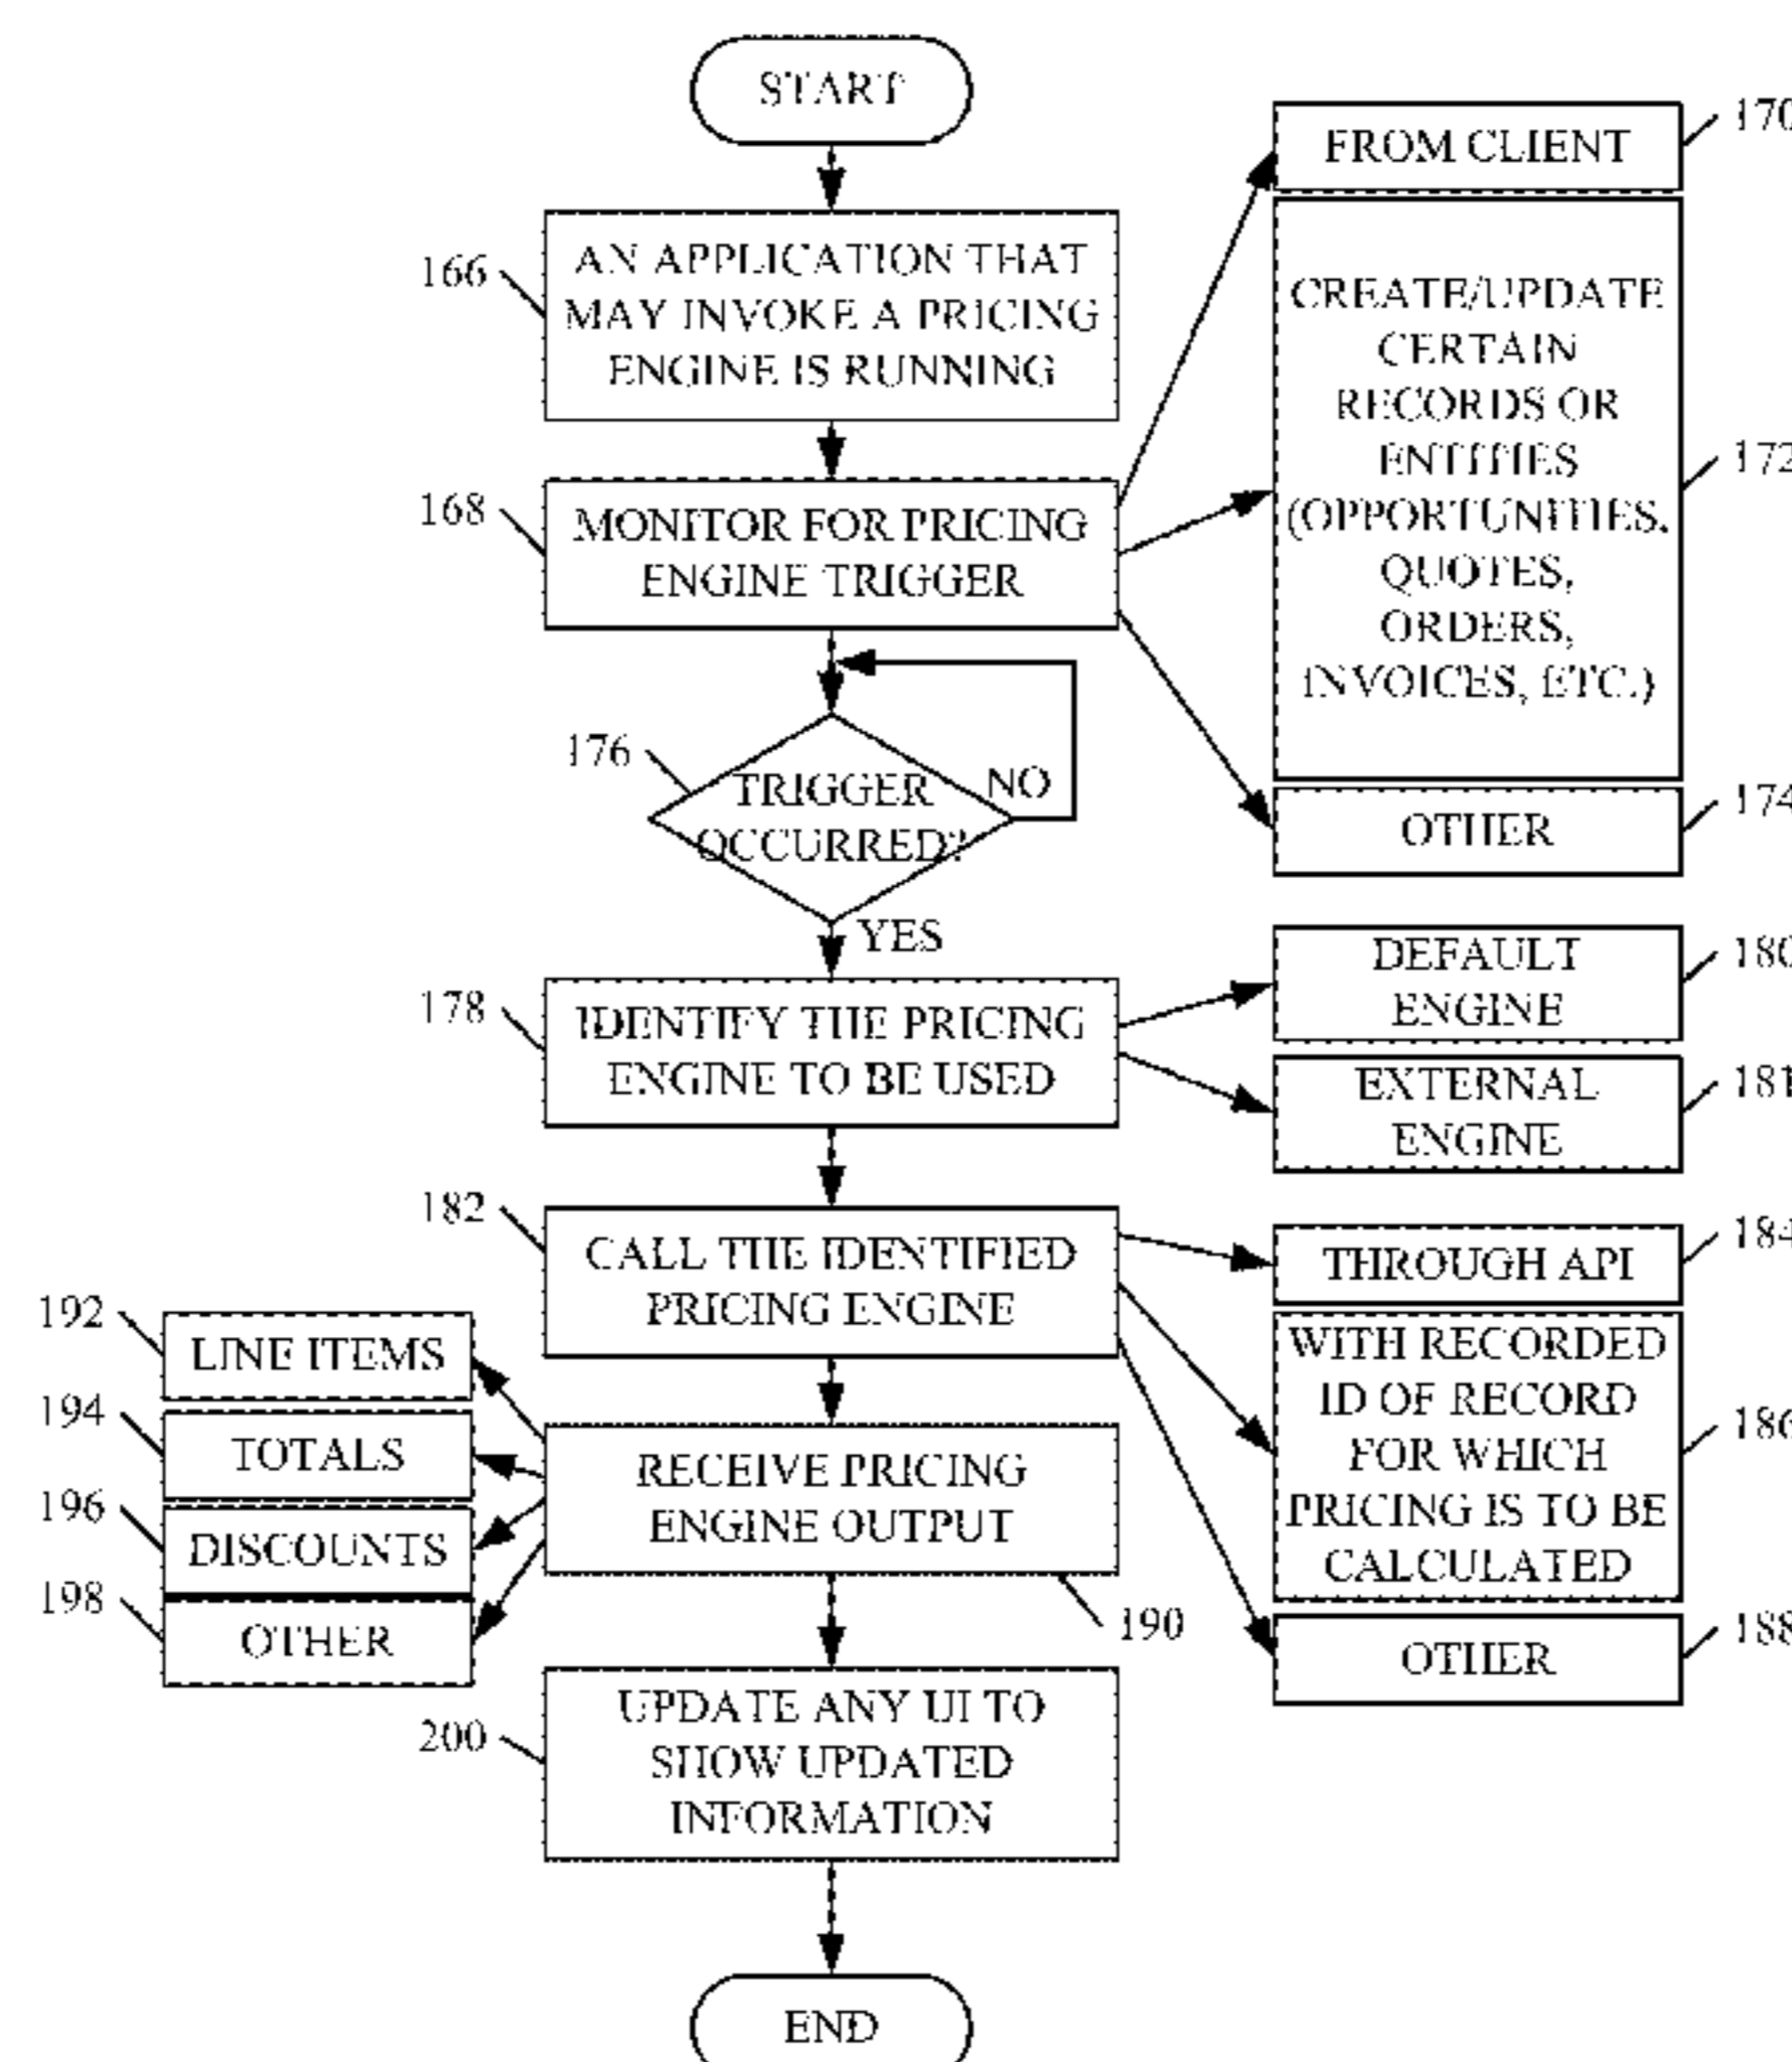 START
166
AN APPLICATION THAT
MAY INVOKE A PRICING
ENGINE IS RUNNING
168
MONITOR FOR PRICING
ENGINE TRIGGER
FROM CLIENT
170
CREATE/UPDATE
CERTAIN
RECORDS OR
ENTITIES
(OPPORTUNITIES,
QUOTES,
ORDERS,
INVOICES, ETC.)
172
OTHER
174
176
TRIGGER
OCCURRED?
NO
YES
178
IDENTIFY THE PRICING
ENGINE TO BE USED
DEFAULT
ENGINE
180
EXTERNAL
ENGINE
181
182
CALL THE IDENTIFIED
PRICING ENGINE
THROUGH API
184
WITH RECORDED
ID OF RECORD
FOR WHICH
PRICING IS TO BE
CALCULATED
186
OTHER
188
RECEIVE PRICING
ENGINE OUTPUT
190
192
LINE ITEMS
194
TOTALS
196
DISCOUNTS
198
OTHER
200
UPDATE ANY UI TO
SHOW UPDATED
INFORMATION
END